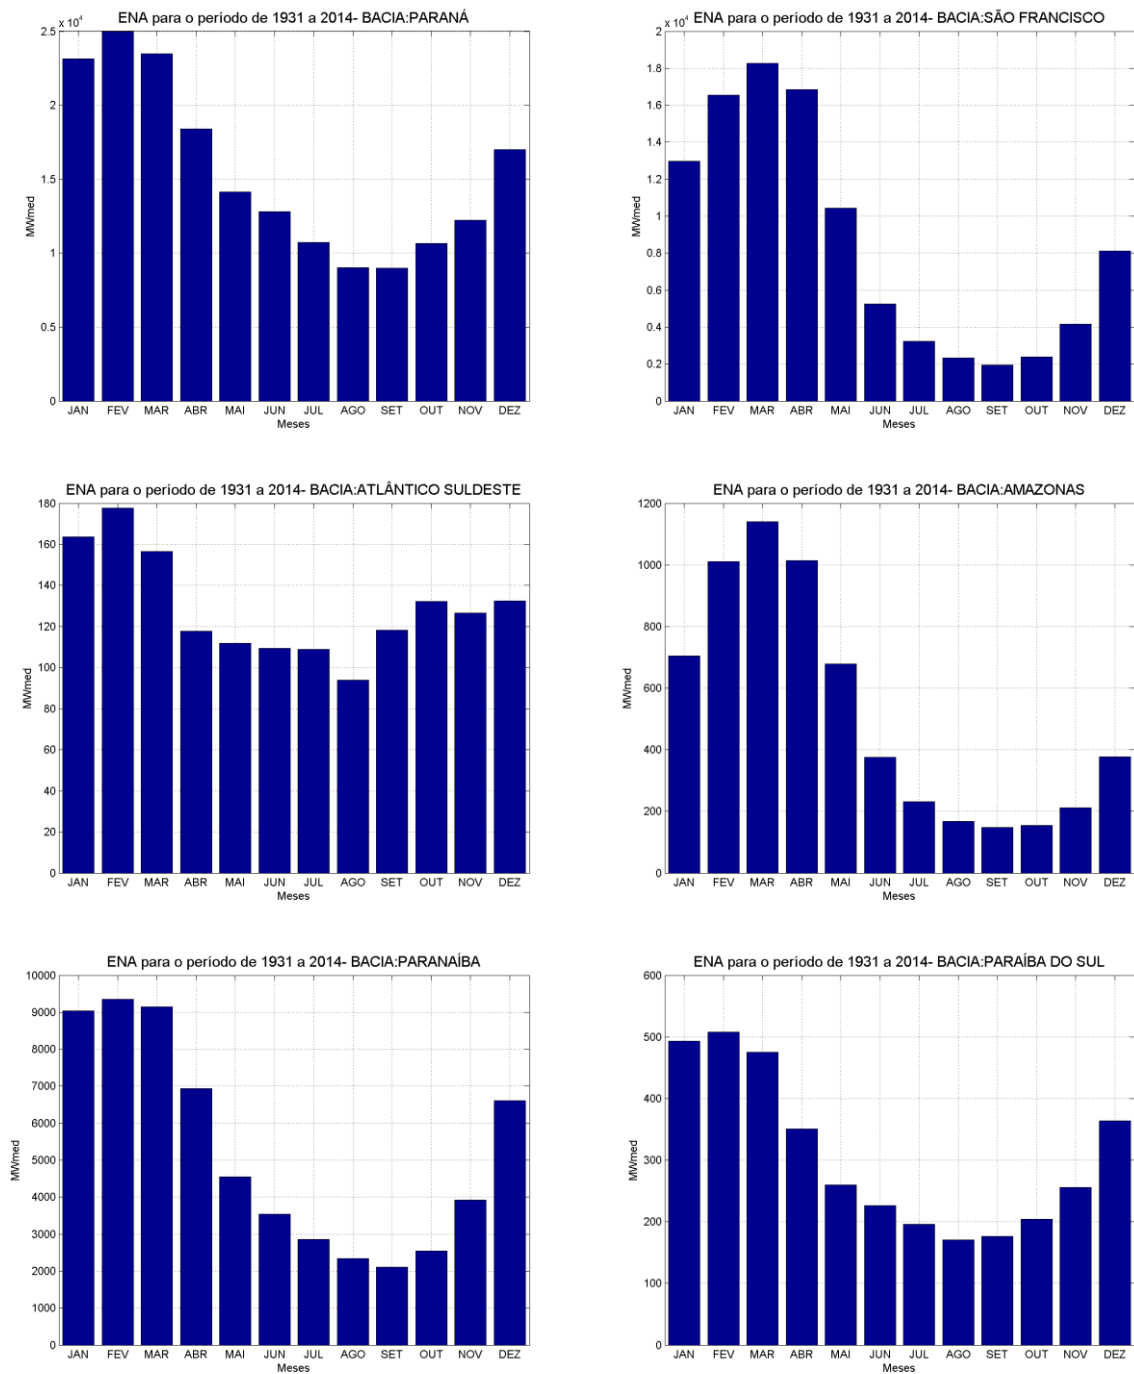 ENA para o período de 1931 a 2014- BACIA:PARANÁ
x 10⁴
2.5
2
1.5
1
0.5
0
MWmed
JAN FEV MAR ABR MAI JUN JUL AGO SET OUT NOV DEZ
Meses
ENA para o período de 1931 a 2014- BACIA:SÃO FRANCISCO
x 10⁴
2
1.8
1.6
1.4
1.2
1
0.8
0.6
0.4
0.2
0
MWmed
JAN FEV MAR ABR MAI JUN JUL AGO SET OUT NOV DEZ
Meses
ENA para o período de 1931 a 2014- BACIA:ATLÂNTICO SULDESTE
180
160
140
120
100
80
60
40
20
0
MWmed
JAN FEV MAR ABR MAI JUN JUL AGO SET OUT NOV DEZ
Meses
ENA para o período de 1931 a 2014- BACIA:AMAZONAS
1200
1000
800
600
400
200
0
MWmed
JAN FEV MAR ABR MAI JUN JUL AGO SET OUT NOV DEZ
Meses
ENA para o período de 1931 a 2014- BACIA:PARANAÍBA
10000
9000
8000
7000
6000
5000
4000
3000
2000
1000
0
MWmed
JAN FEV MAR ABR MAI JUN JUL AGO SET OUT NOV DEZ
Meses
ENA para o período de 1931 a 2014- BACIA:PARAÍBA DO SUL
600
500
400
300
200
100
0
MWmed
JAN FEV MAR ABR MAI JUN JUL AGO SET OUT NOV DEZ
Meses